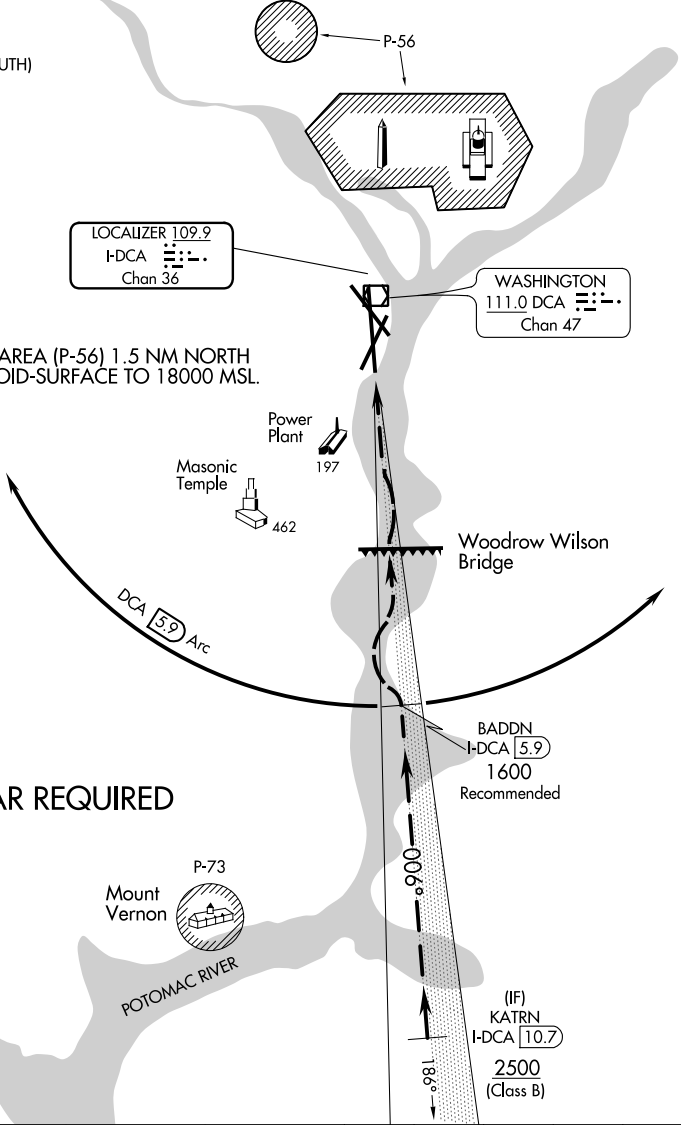 P-56
UTH)
LOCALIZER 109.9
I-DCA
Chan 36
WASHINGTON
111.0 DCA
Chan 47
AREA (P-56) 1.5 NM NORTH
OID-SURFACE TO 18000 MSL.
Power
Plant
197
Masonic
Temple
462
Woodrow Wilson
Bridge
DCA 5.9 Arc
BADDN
I-DCA 5.9
1600
Recommended
AR REQUIRED
006°
P-73
Mount
Vernon
POTOMAC RIVER
(IF)
KATRN
I-DCA 10.7
2500
(Class B)
186°